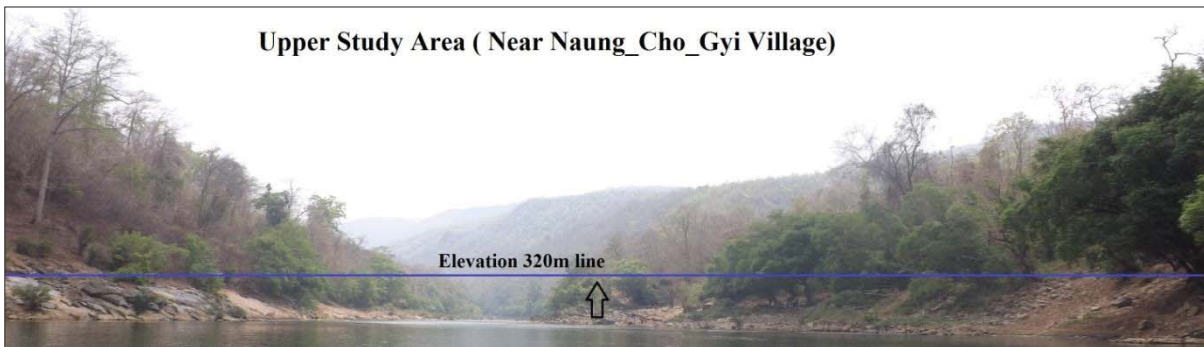 Upper Study Area ( Near Naung_Cho_Gyi Village)
Elevation 320m line